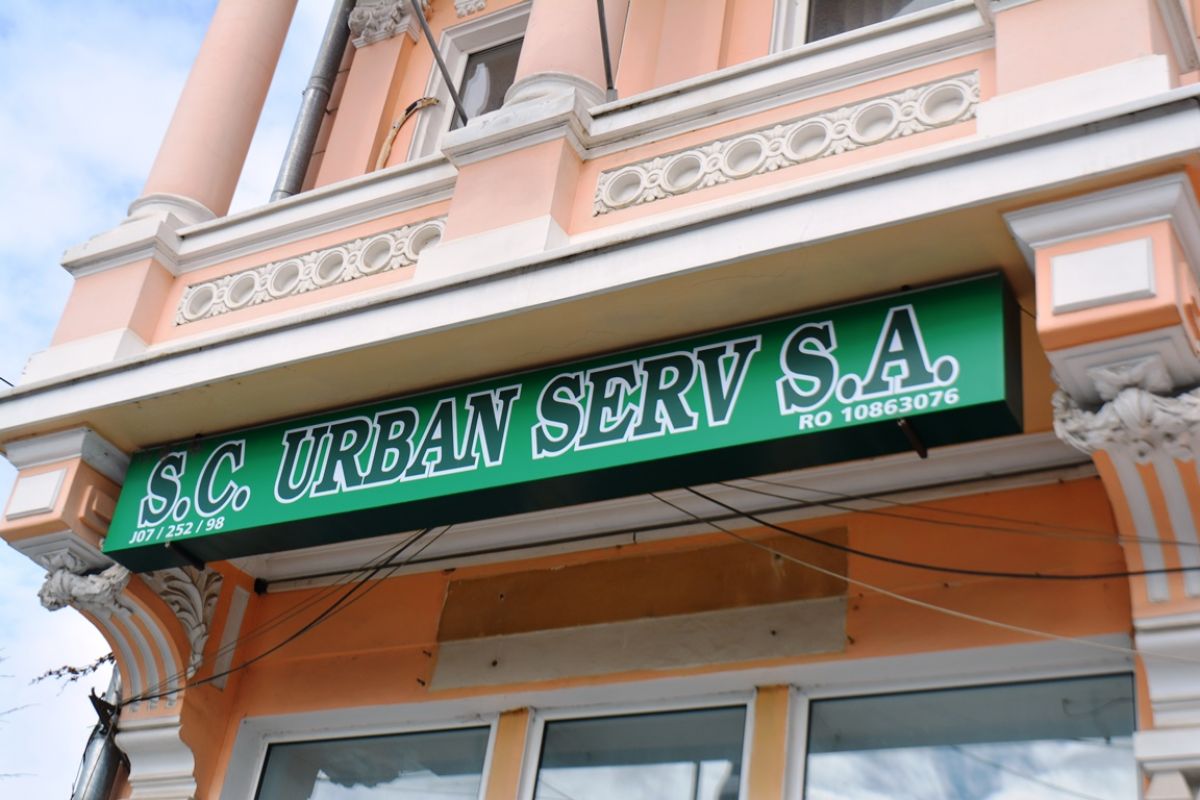 S.C. URBAN SERV S.A.
J07 / 252 / 98
RO 10863076